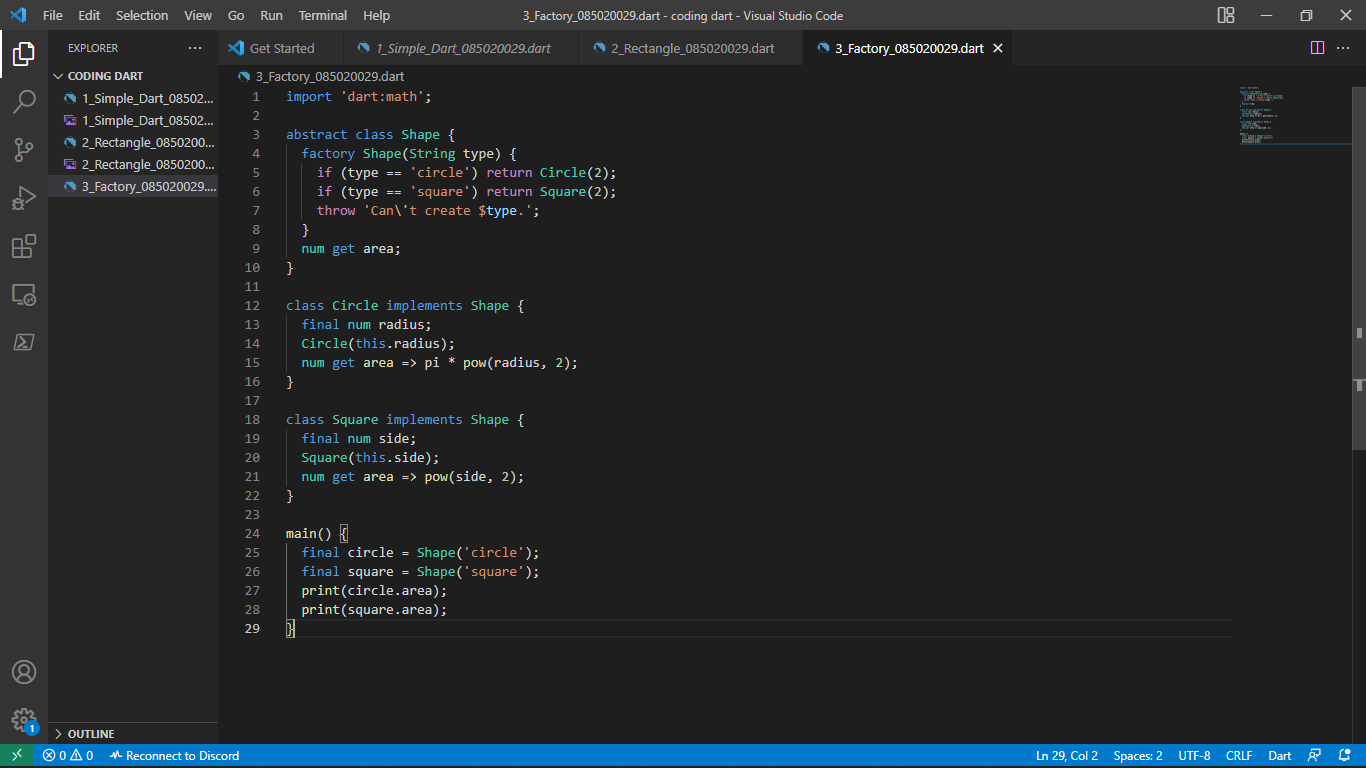 File Edit Selection View Go Run Terminal Help 3_Factory_085020029.dart - coding dart - Visual Studio Code
EXPLORER ···
CODING DART
1_Simple_Dart_08502...
1_Simple_Dart_08502...
2_Rectangle_0850200...
2_Rectangle_0850200...
3_Factory_085020029....
OUTLINE
Get Started 1_Simple_Dart_085020029.dart 2_Rectangle_085020029.dart 3_Factory_085020029.dart
3_Factory_085020029.dart
1 import 'dart:math';
2
3 abstract class Shape {
4   factory Shape(String type) {
5     if (type == 'circle') return Circle(2);
6     if (type == 'square') return Square(2);
7     throw 'Can\'t create $type.';
8   }
9   num get area;
10 }
11
12 class Circle implements Shape {
13   final num radius;
14   Circle(this.radius);
15   num get area => pi * pow(radius, 2);
16 }
17
18 class Square implements Shape {
19   final num side;
20   Square(this.side);
21   num get area => pow(side, 2);
22 }
23
24 main() {
25   final circle = Shape('circle');
26   final square = Shape('square');
27   print(circle.area);
28   print(square.area);
29 }
1
0 0 Reconnect to Discord Ln 29, Col 2 Spaces: 2 UTF-8 CRLF Dart